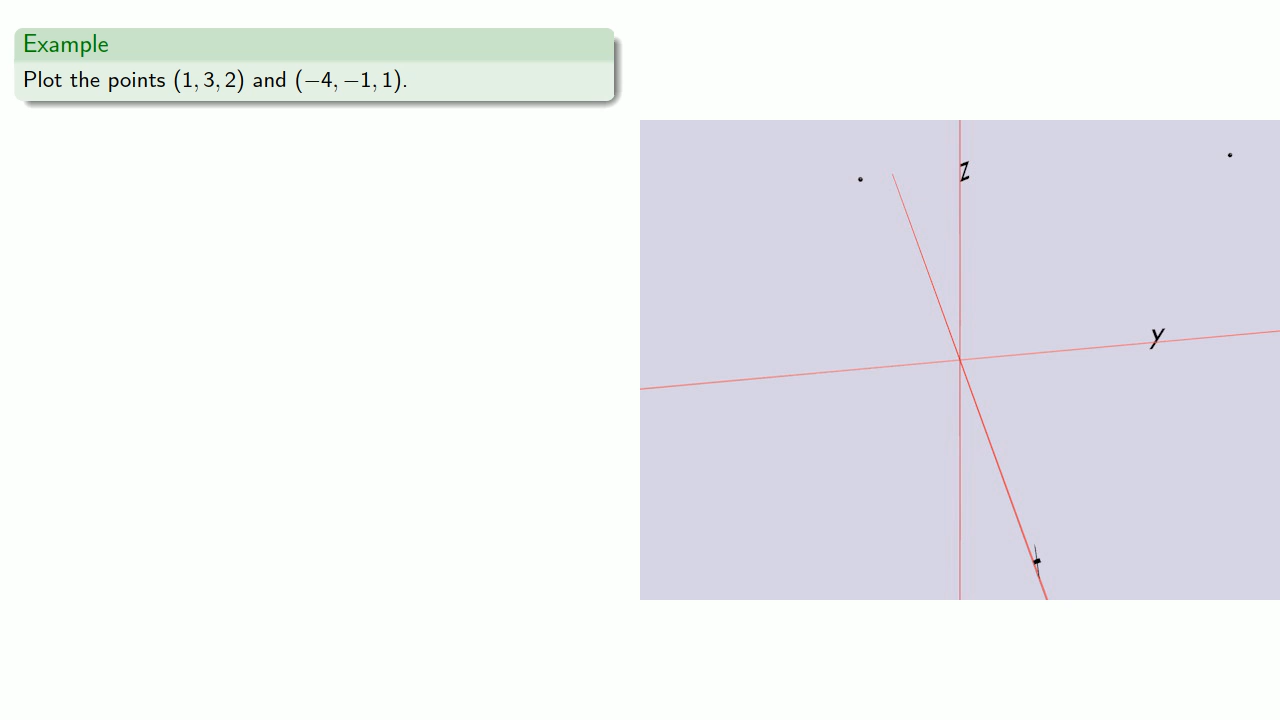 Example
Plot the points (1, 3, 2) and (−4, −1, 1).
z
y